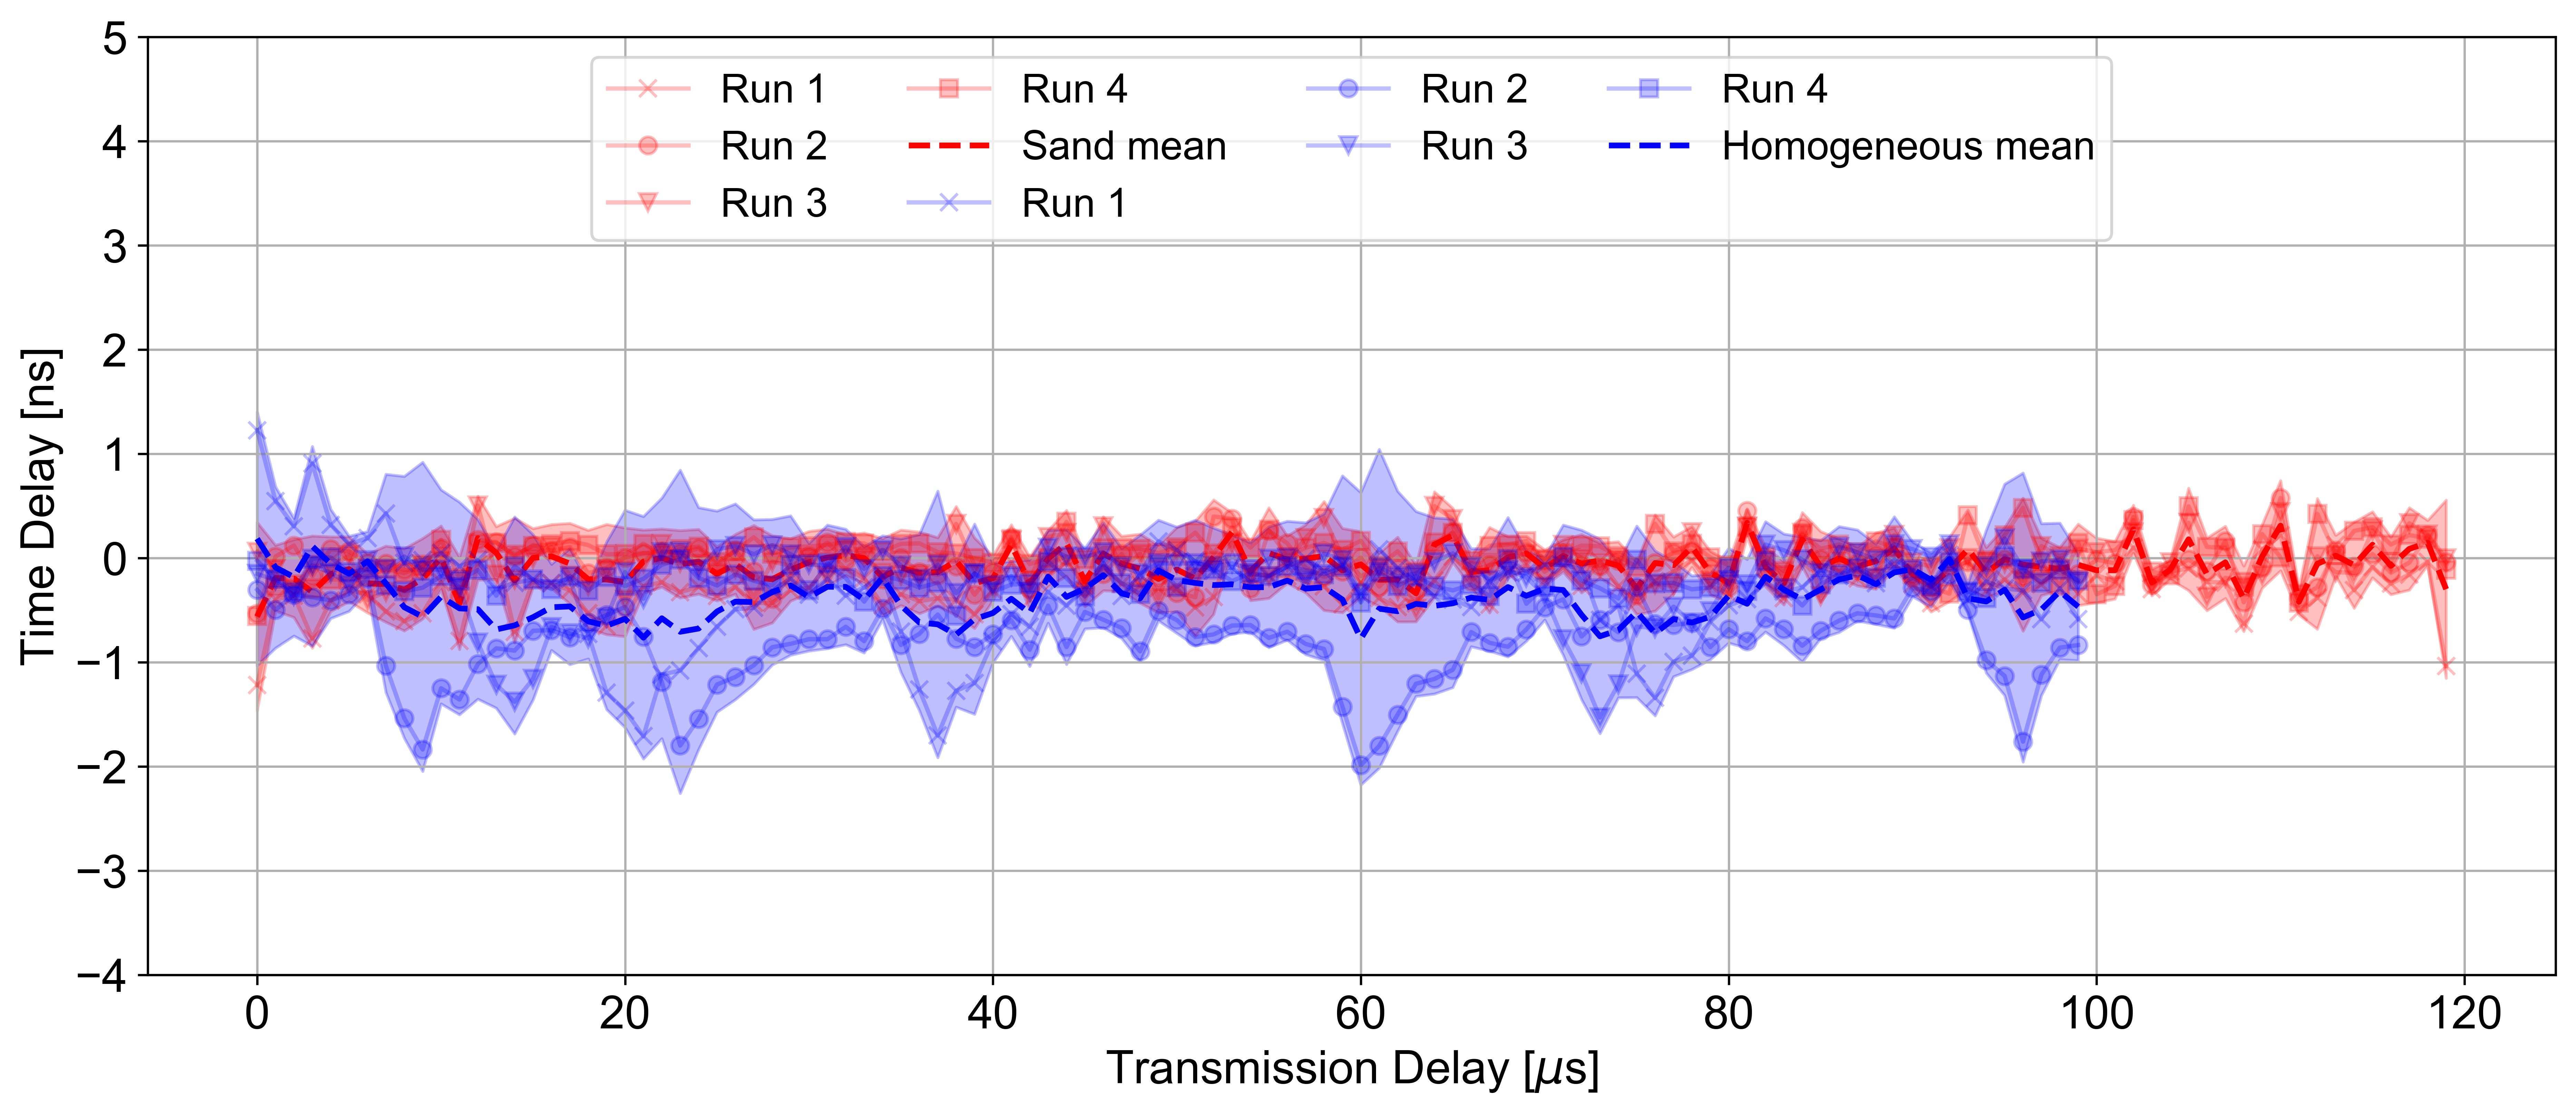 5
4
3
2
1
0
−1
−2
−3
−4
Time Delay [ns]
Run 1
Run 2
Run 3
Run 4
Sand mean
Run 1
Run 2
Run 3
Run 4
Homogeneous mean
0 20 40 60 80 100 120
Transmission Delay [μs]